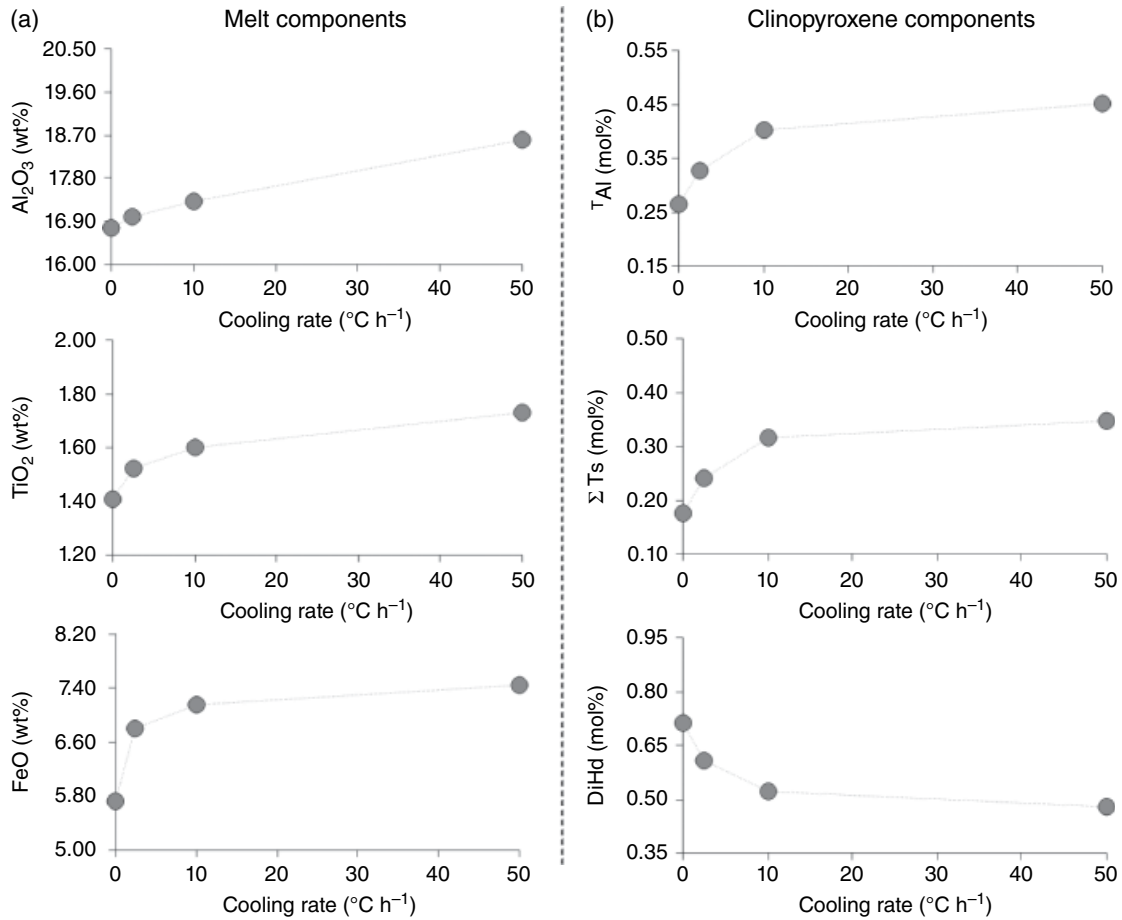 (a) Melt components
20.50
19.60
18.70
17.80
16.90
16.00
Al₂O₃ (wt%)
0 10 20 30 40 50
Cooling rate (°C h⁻¹)
2.00
1.80
1.60
1.40
1.20
TiO₂ (wt%)
0 10 20 30 40 50
Cooling rate (°C h⁻¹)
8.20
7.40
6.60
5.80
5.00
FeO (wt%)
0 10 20 30 40 50
Cooling rate (°C h⁻¹)
(b) Clinopyroxene components
0.55
0.45
0.35
0.25
0.15
ᵀAl (mol%)
0 10 20 30 40 50
Cooling rate (°C h⁻¹)
0.50
0.40
0.30
0.20
0.10
Σ Ts (mol%)
0 10 20 30 40 50
Cooling rate (°C h⁻¹)
0.95
0.80
0.65
0.50
0.35
DiHd (mol%)
0 10 20 30 40 50
Cooling rate (°C h⁻¹)